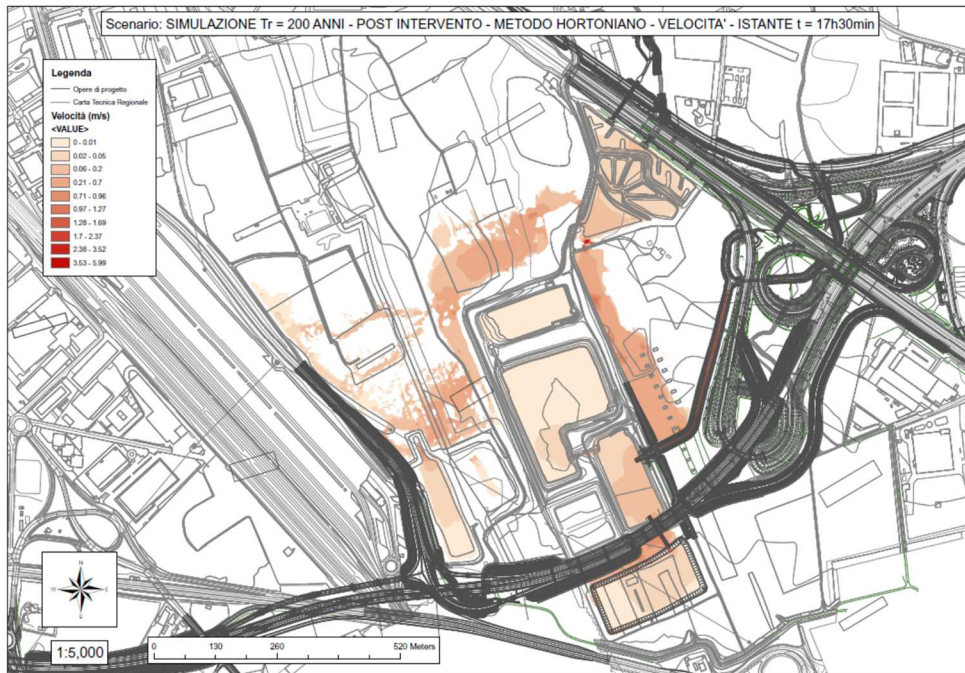 Scenario: SIMULAZIONE Tr = 200 ANNI - POST INTERVENTO - METODO HORTONIANO - VELOCITA' - ISTANTE t = 17h30min
Legenda
Opere di progetto
Carta Tecnica Regionale
Velocità (m/s)
<VALUE>
0 - 0.01
0.02 - 0.05
0.06 - 0.2
0.21 - 0.7
0.71 - 0.96
0.97 - 1.27
1.28 - 1.69
1.7 - 2.37
2.38 - 3.52
3.53 - 5.99
N
W E
S
1:5,000
0 130 260 520 Meters